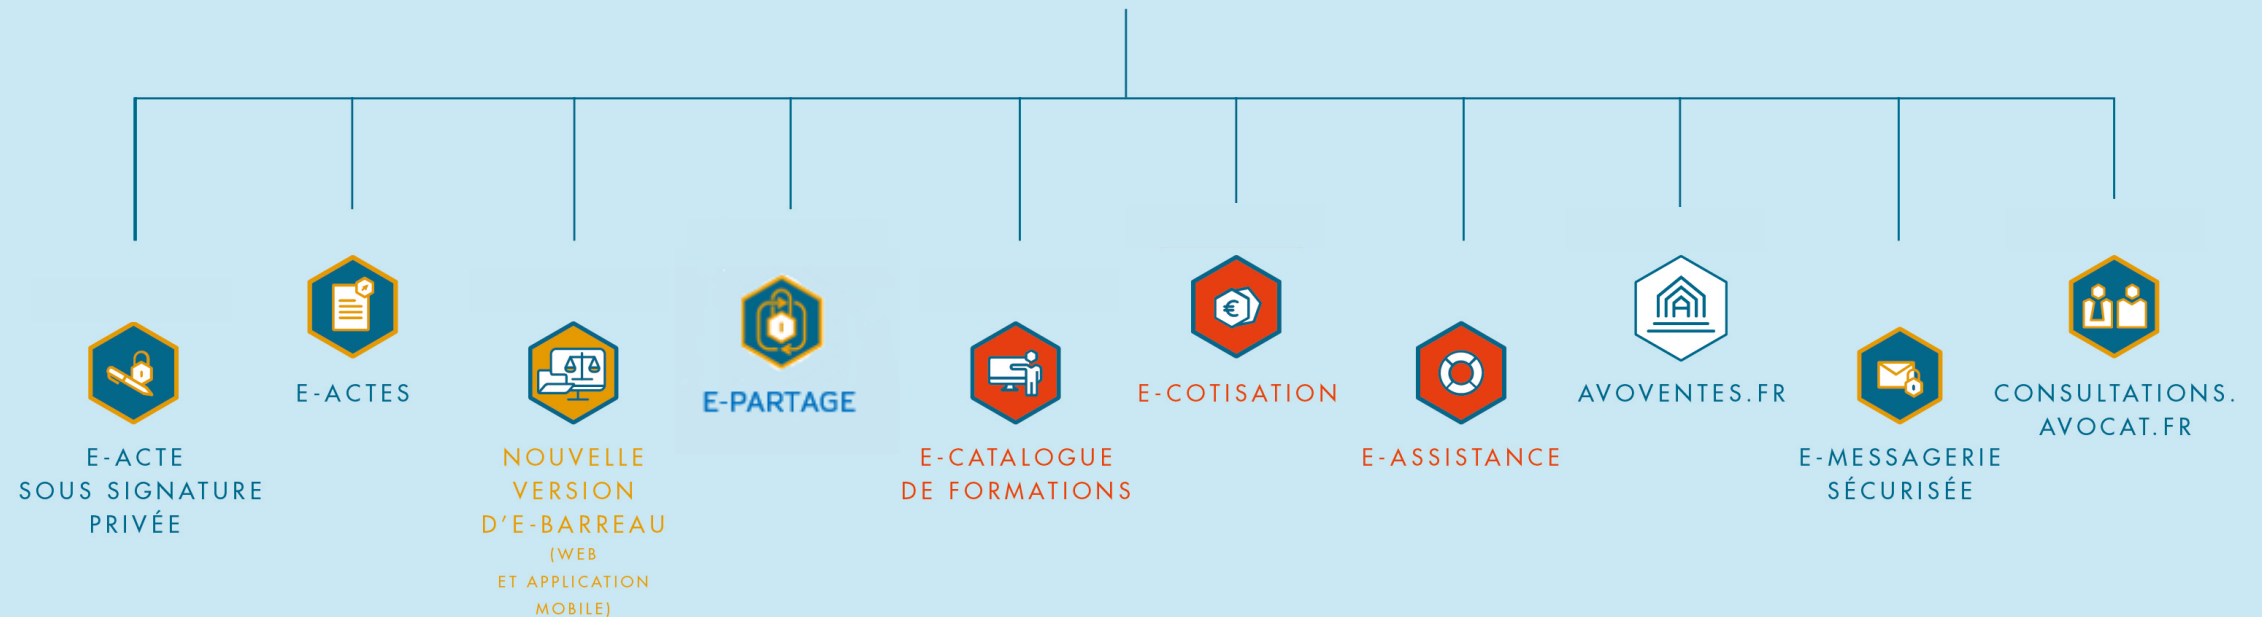 E-ACTE
SOUS SIGNATURE
PRIVÉE
E-ACTES
NOUVELLE
VERSION
D'E-BARREAU
(WEB
ET APPLICATION
MOBILE)
E-PARTAGE
E-CATALOGUE
DE FORMATIONS
€
E-COTISATION
E-ASSISTANCE
A
AVOVENTES.FR
E-MESSAGERIE
SÉCURISÉE
CONSULTATIONS.
AVOCAT.FR